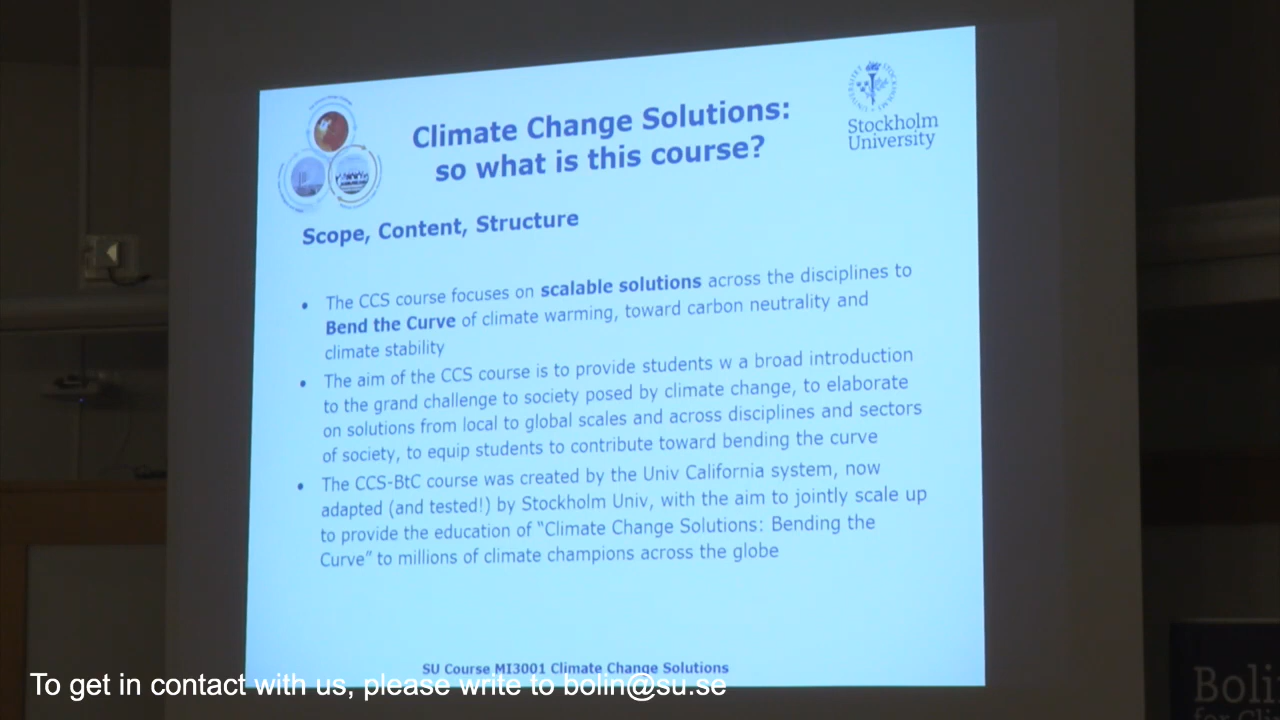 Climate Change Solutions:
so what is this course?
Stockholm
University
Scope, Content, Structure
• The CCS course focuses on scalable solutions across the disciplines to
Bend the Curve of climate warming, toward carbon neutrality and
climate stability
• The aim of the CCS course is to provide students w a broad introduction
to the grand challenge to society posed by climate change, to elaborate
on solutions from local to global scales and across disciplines and sectors
of society, to equip students to contribute toward bending the curve
• The CCS-BtC course was created by the Univ California system, now
adapted (and tested!) by Stockholm Univ, with the aim to jointly scale up
to provide the education of “Climate Change Solutions: Bending the
Curve” to millions of climate champions across the globe
SU Course MI3001 Climate Change Solutions
To get in contact with us, please write to bolin@su.se
Boli